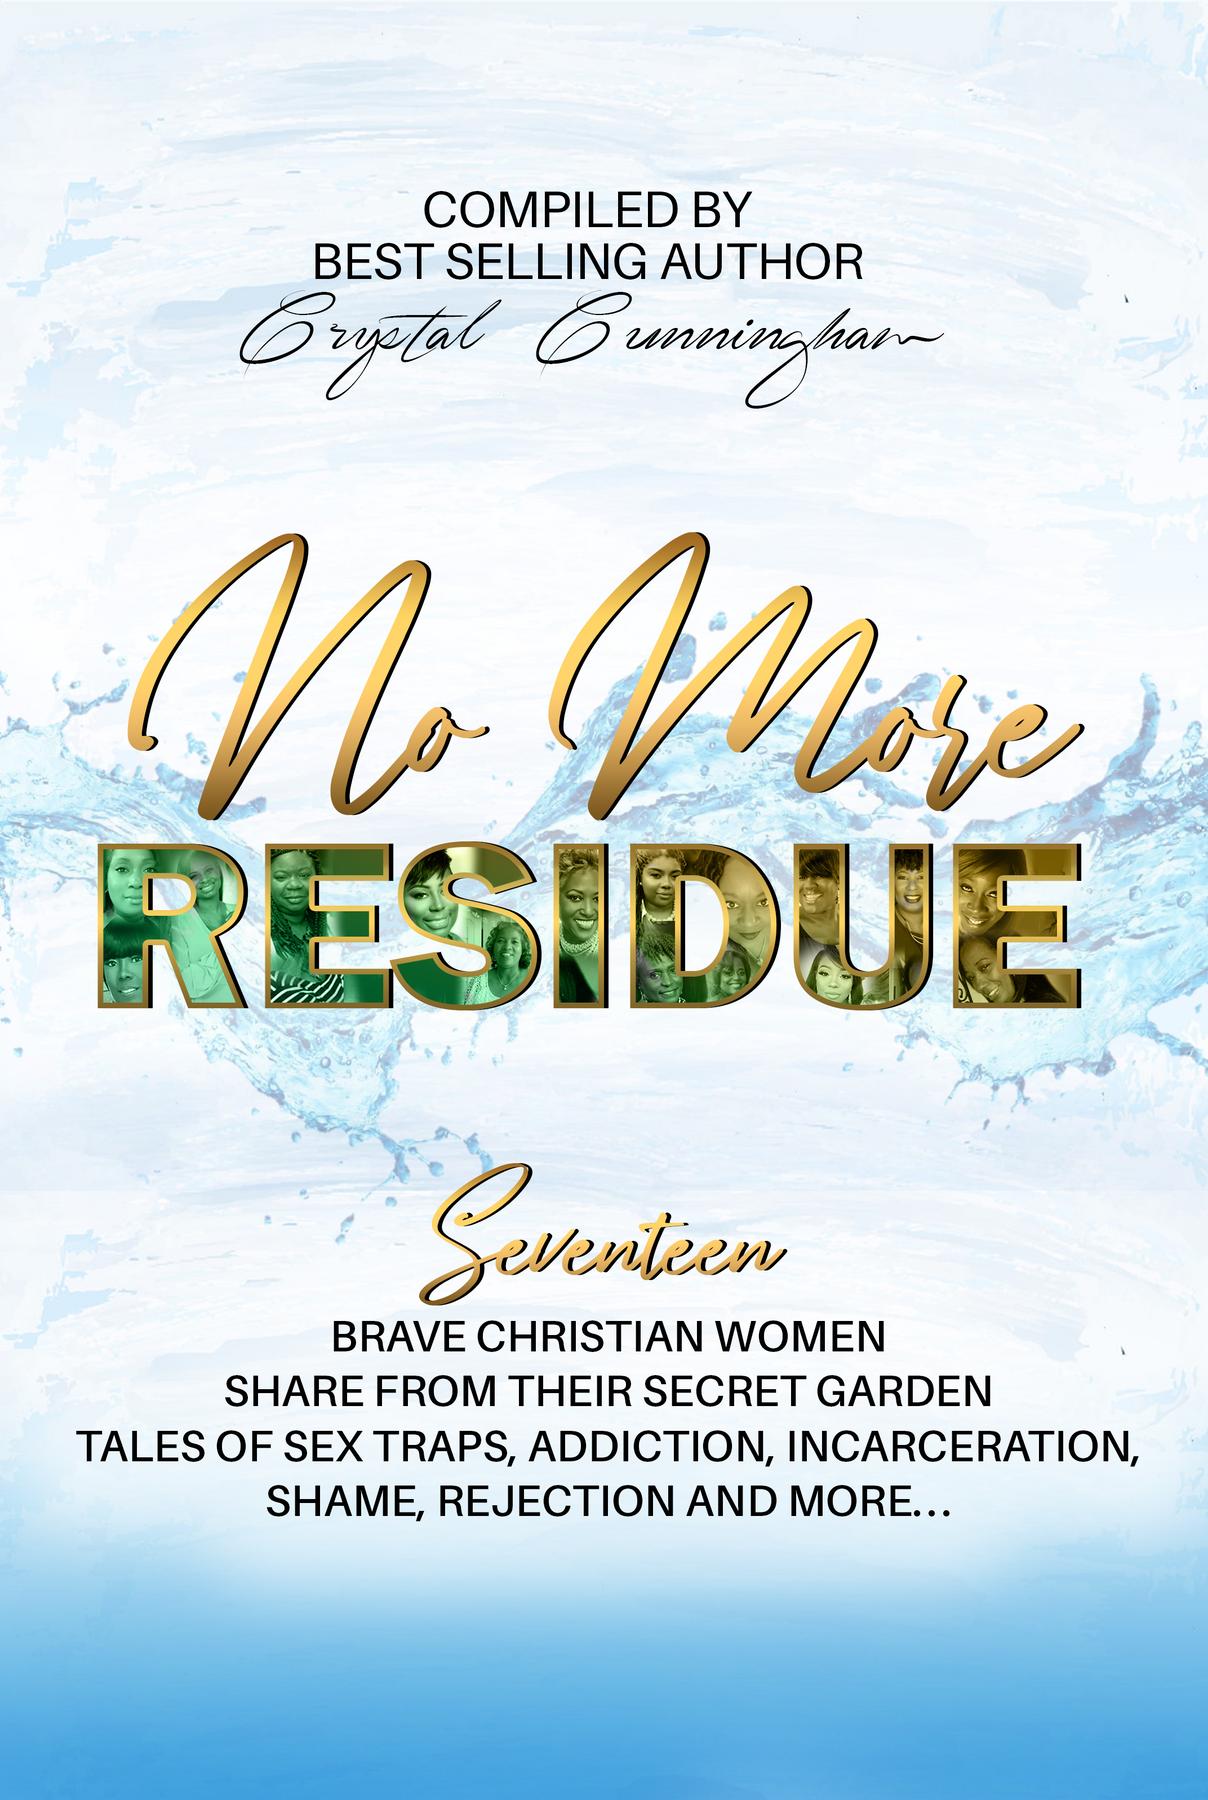 COMPILED BY
BEST SELLING AUTHOR
Crystal Cunningham
No More
RESIDUE
Seventeen
BRAVE CHRISTIAN WOMEN
SHARE FROM THEIR SECRET GARDEN
TALES OF SEX TRAPS, ADDICTION, INCARCERATION,
SHAME, REJECTION AND MORE...